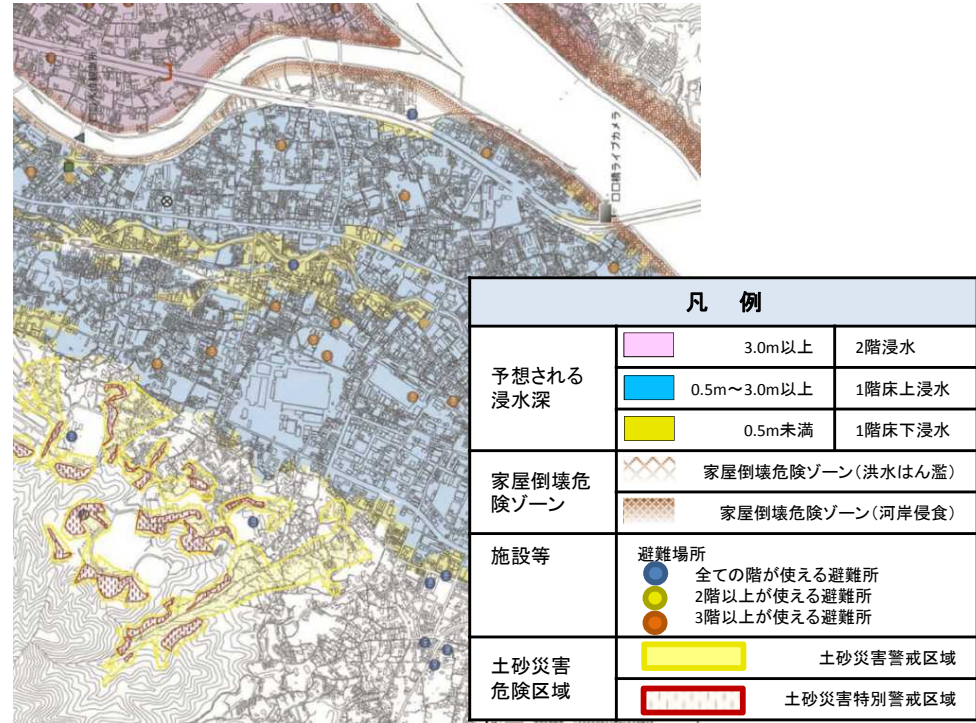 口口橋ライブカメラ
凡 例
予想される
浸水深
3.0m以上
2階浸水
0.5m～3.0m以上
1階床上浸水
0.5m未満
1階床下浸水
家屋倒壊危
険ゾーン
家屋倒壊危険ゾーン（洪水はん濫）
家屋倒壊危険ゾーン（河岸侵食）
施設等
避難場所
全ての階が使える避難所
2階以上が使える避難所
3階以上が使える避難所
土砂災害
危険区域
土砂災害警戒区域
土砂災害特別警戒区域